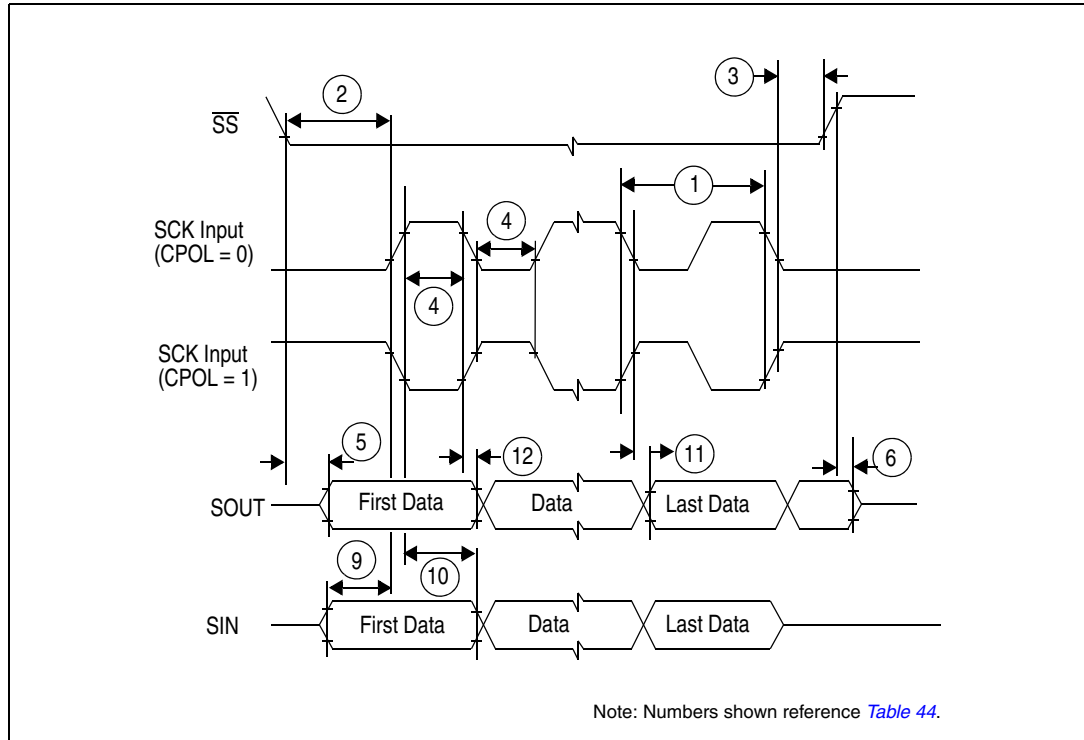 3
2
SS
1
SCK Input
(CPOL = 0)
4
4
SCK Input
(CPOL = 1)
5
12
11
6
SOUT
First Data
Data
Last Data
9
10
SIN
First Data
Data
Last Data
Note: Numbers shown reference Table 44.